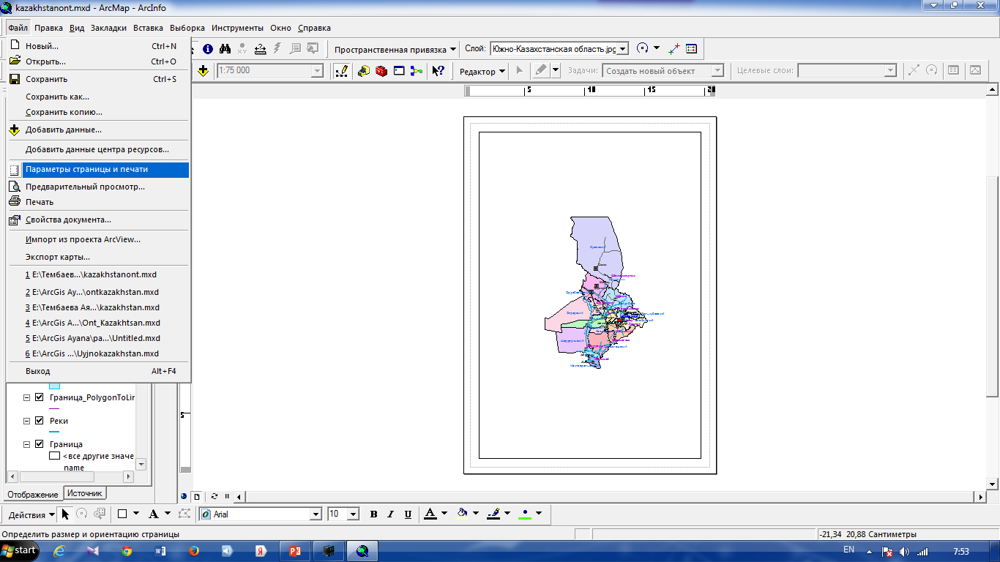 kazakhstanont.mxd - ArcMap - ArcInfo
Файл Правка Вид Закладки Вставка Выборка Инструменты Окно Справка
Новый... Ctrl+N
Открыть... Ctrl+O
Сохранить Ctrl+S
Сохранить как...
Сохранить копию...
Добавить данные...
Добавить данные центра ресурсов...
Параметры страницы и печати
Предварительный просмотр...
Печать
Свойства документа...
Импорт из проекта ArcView...
Экспорт карты...
1 E:\Тембаев...\kazakhstanont.mxd
2 E:\ArcGis Ay...\ontkazakhstan.mxd
3 E:\Тембаева Ая...\kazakhstan.mxd
4 E:\ArcGis A...\Ont_Kazakhtsan.mxd
5 E:\ArcGis Ayana\pa...\Untitled.mxd
6 E:\ArcGis ...\Uyjnokazakhstan.mxd
Выход Alt+F4
Пространственная привязка Слой: Южно-Казахстанская область.jpg
1:75 000 Редактор Задачи: Создать новый объект Целевые слои:
5 10 15 20
5
Граница_PolygonToLin
Реки
Граница
<все другие значе
name
Отображение Источник
Действия Arial 10 B I U A
Определить размер и ориентацию страницы -21,34 20,88 Сантиметры
start EN 7:53